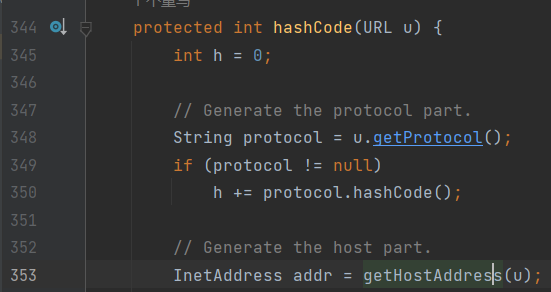 344 protected int hashCode(URL u) {
345 int h = 0;
346
347 // Generate the protocol part.
348 String protocol = u.getProtocol();
349 if (protocol != null)
350 h += protocol.hashCode();
351
352 // Generate the host part.
353 InetAddress addr = getHostAddress(u);